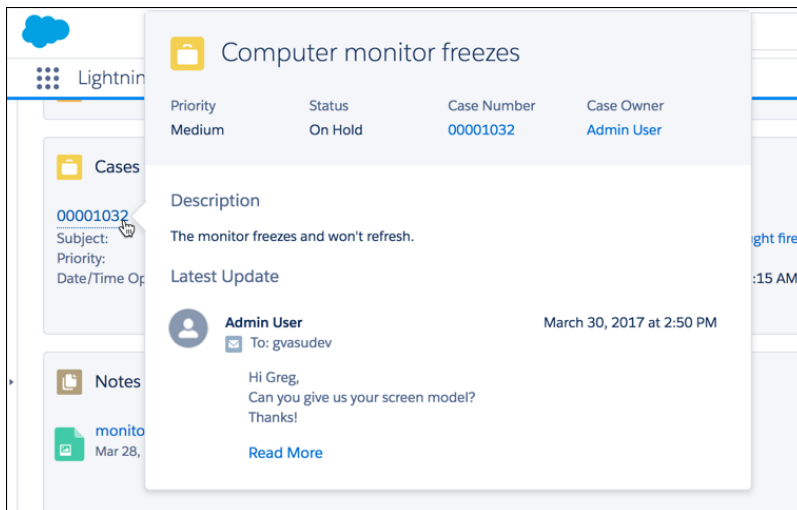 Computer monitor freezes
Lightnin
Priority Status Case Number Case Owner
Medium On Hold 00001032 Admin User
Cases
Description
00001032
The monitor freezes and won't refresh.
Subject:
ght fire
Priority:
Date/Time Op
:15 AM
Latest Update
Admin User March 30, 2017 at 2:50 PM
To: gvasudev
Hi Greg,
Can you give us your screen model?
Thanks!
Read More
Notes
monito
Mar 28,